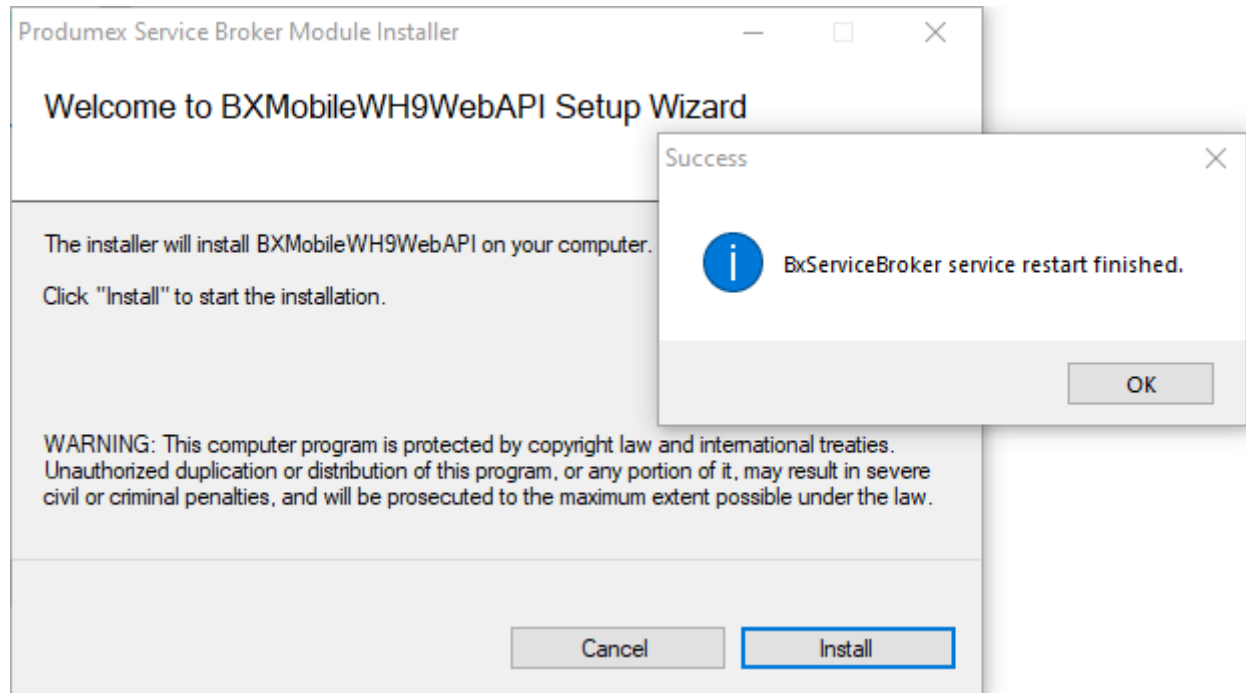 Produmex Service Broker Module Installer
Welcome to BXMobileWH9WebAPI Setup Wizard
Success
The installer will install BXMobileWH9WebAPI on your computer.
BxServiceBroker service restart finished.
Click "Install" to start the installation.
OK
WARNING: This computer program is protected by copyright law and international treaties.
Unauthorized duplication or distribution of this program, or any portion of it, may result in severe
civil or criminal penalties, and will be prosecuted to the maximum extent possible under the law.
Cancel
Install